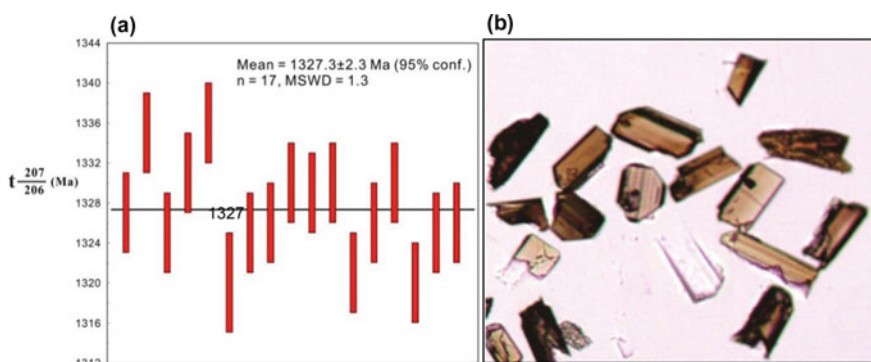 (a)
(b)
1344
Mean = 1327.3±2.3 Ma (95% conf.)
n = 17, MSWD = 1.3
1340
1336
1332
t 207/206 (Ma)
1328
1327
1324
1320
1316
1312